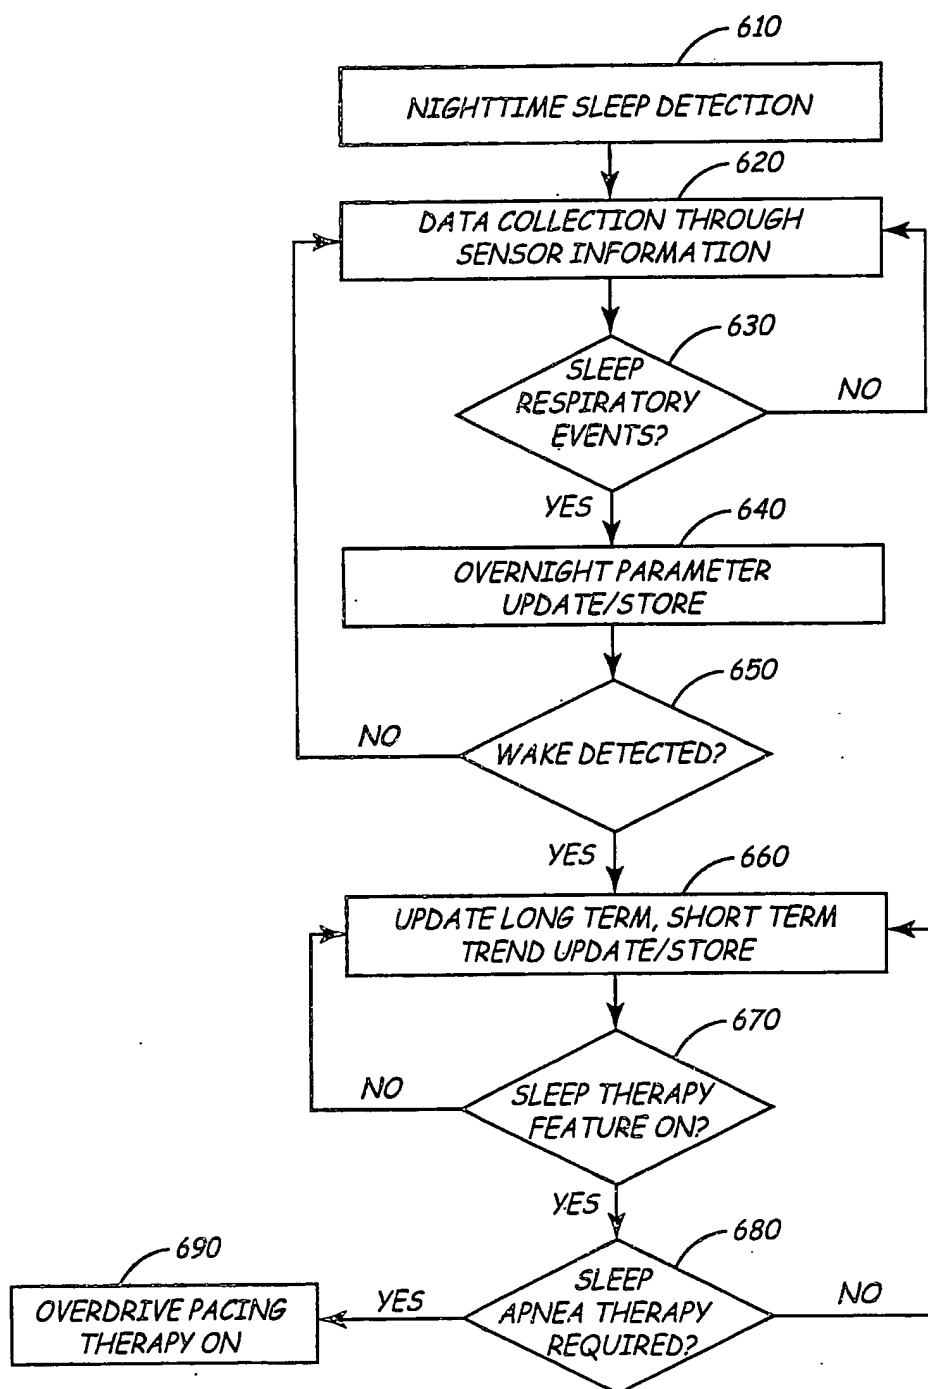 610
NIGHTTIME SLEEP DETECTION
620
DATA COLLECTION THROUGH
SENSOR INFORMATION
630
SLEEP
RESPIRATORY
EVENTS?
NO
YES
640
OVERNIGHT PARAMETER
UPDATE/STORE
650
NO
WAKE DETECTED?
YES
660
UPDATE LONG TERM, SHORT TERM
TREND UPDATE/STORE
670
NO
SLEEP THERAPY
FEATURE ON?
YES
680
690
SLEEP
APNEA THERAPY
REQUIRED?
YES
NO
OVERDRIVE PACING
THERAPY ON